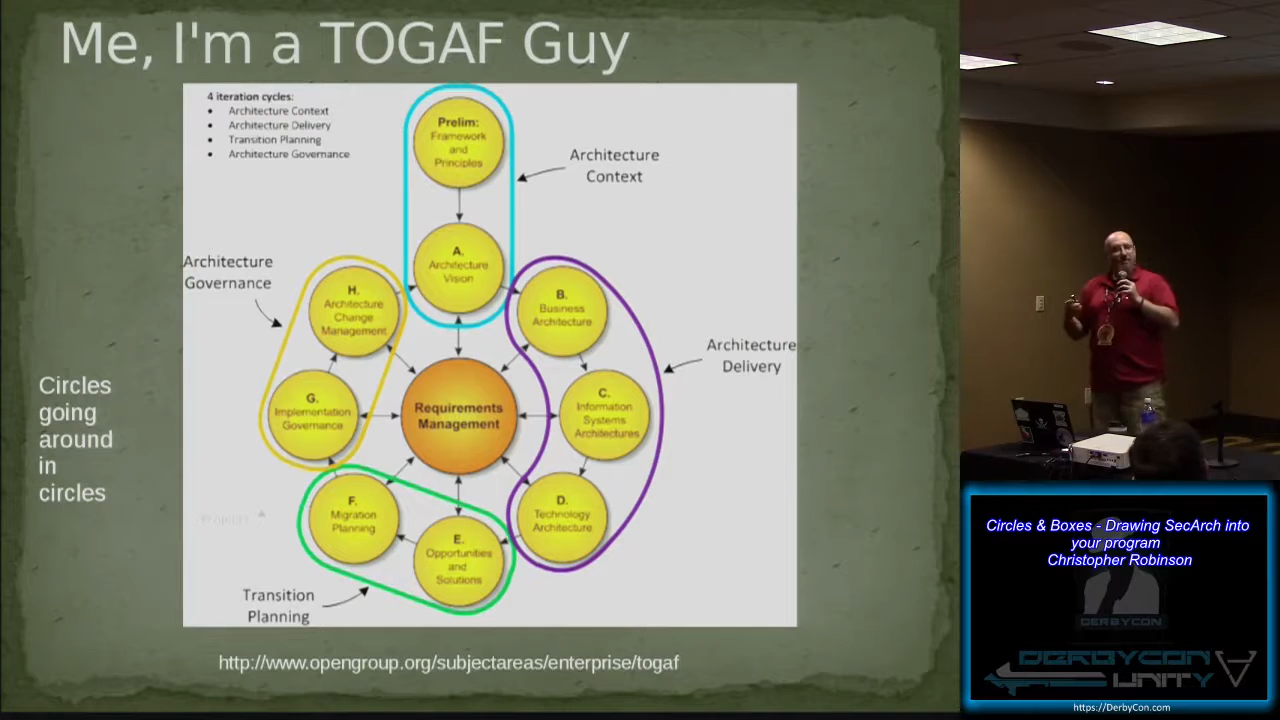 Me, I'm a TOGAF Guy
4 iteration cycles:
• Architecture Context
• Architecture Delivery
• Transition Planning
• Architecture Governance
Prelim:
Framework
and
Principles
Architecture
Context
A.
Architecture
Vision
Architecture
Governance
H.
Architecture
Change
Management
B.
Business
Architecture
Architecture
Delivery
Requirements
Management
G.
Implementation
Governance
C.
Information
Systems
Architectures
F.
Migration
Planning
D.
Technology
Architecture
E.
Opportunities
and
Solutions
Transition
Planning
Circles
going
around
in
circles
http://www.opengroup.org/subjectareas/enterprise/togaf
Circles & Boxes - Drawing SecArch into
your program
Christopher Robinson
DERBYCON
DERBYCON
UNITY
https://DerbyCon.com